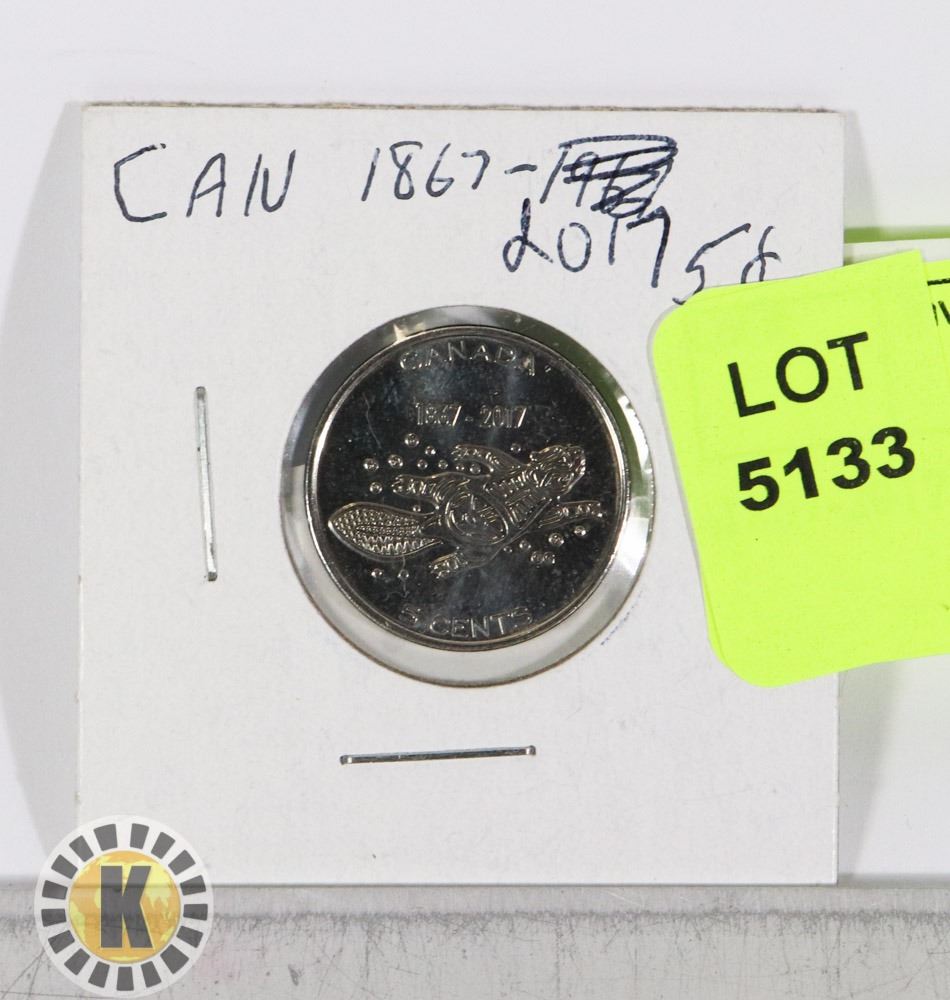 CAN 1867-
2017 5¢
LOT
5133
CANADA
1867-2017
5 CENTS
K